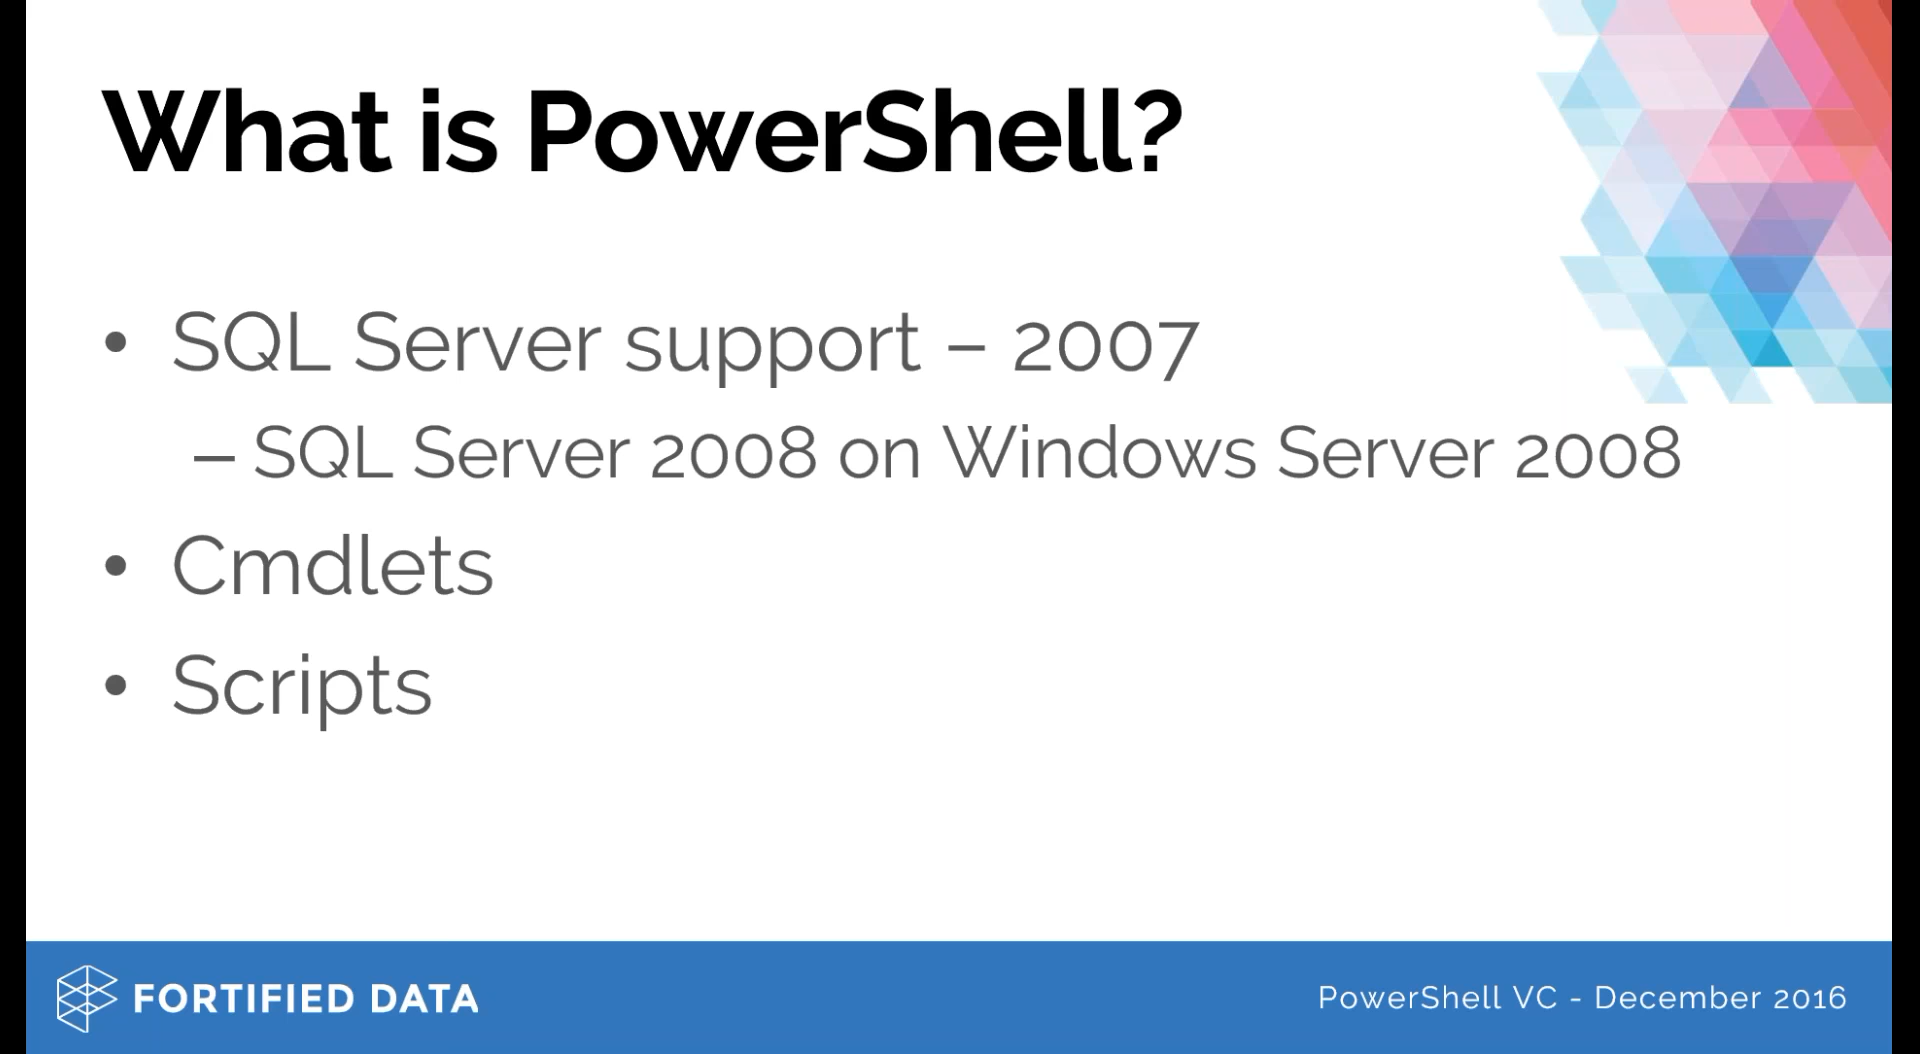 What is PowerShell?
• SQL Server support – 2007
– SQL Server 2008 on Windows Server 2008
• Cmdlets
• Scripts
FORTIFIED DATA
PowerShell VC - December 2016